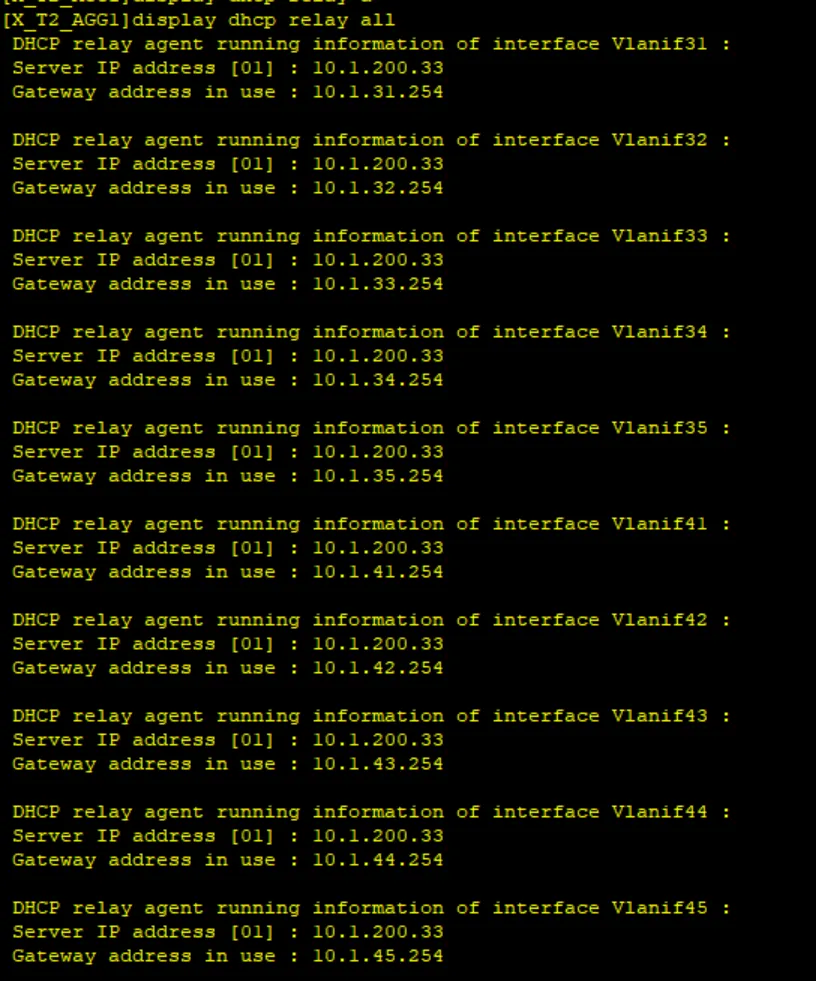 [X_T2_AGG1]display dhcp relay all
DHCP relay agent running information of interface Vlanif31 :
Server IP address [01] : 10.1.200.33
Gateway address in use : 10.1.31.254
DHCP relay agent running information of interface Vlanif32 :
Server IP address [01] : 10.1.200.33
Gateway address in use : 10.1.32.254
DHCP relay agent running information of interface Vlanif33 :
Server IP address [01] : 10.1.200.33
Gateway address in use : 10.1.33.254
DHCP relay agent running information of interface Vlanif34 :
Server IP address [01] : 10.1.200.33
Gateway address in use : 10.1.34.254
DHCP relay agent running information of interface Vlanif35 :
Server IP address [01] : 10.1.200.33
Gateway address in use : 10.1.35.254
DHCP relay agent running information of interface Vlanif41 :
Server IP address [01] : 10.1.200.33
Gateway address in use : 10.1.41.254
DHCP relay agent running information of interface Vlanif42 :
Server IP address [01] : 10.1.200.33
Gateway address in use : 10.1.42.254
DHCP relay agent running information of interface Vlanif43 :
Server IP address [01] : 10.1.200.33
Gateway address in use : 10.1.43.254
DHCP relay agent running information of interface Vlanif44 :
Server IP address [01] : 10.1.200.33
Gateway address in use : 10.1.44.254
DHCP relay agent running information of interface Vlanif45 :
Server IP address [01] : 10.1.200.33
Gateway address in use : 10.1.45.254